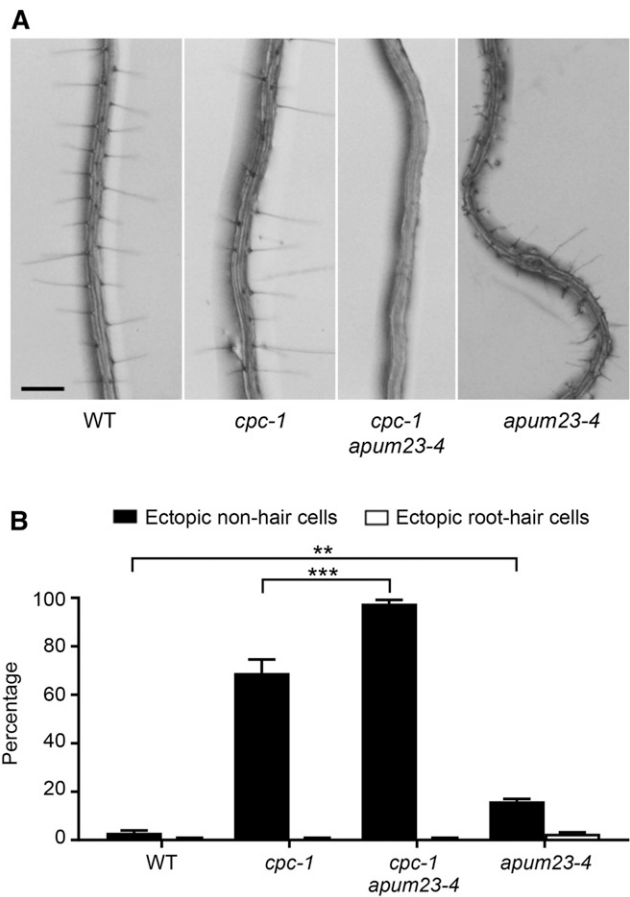 A
WT
cpc-1
cpc-1
apum23-4
apum23-4
B
Ectopic non-hair cells
Ectopic root-hair cells
**
***
100
80
60
40
20
0
Percentage
WT
cpc-1
cpc-1
apum23-4
apum23-4